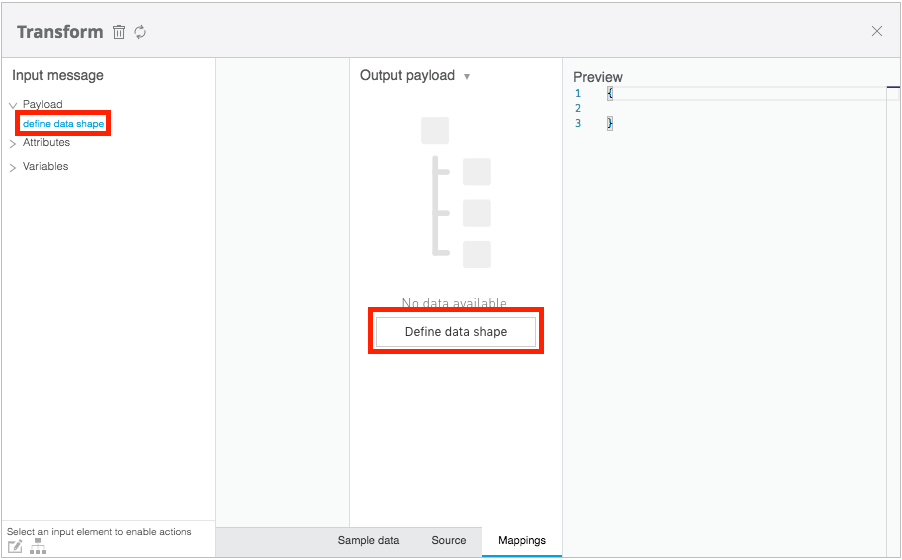 Transform
Input message
Payload
define data shape
Attributes
Variables
Select an input element to enable actions
Output payload
No data available
Define data shape
Sample data
Source
Mappings
Preview
1 {
2
3 }